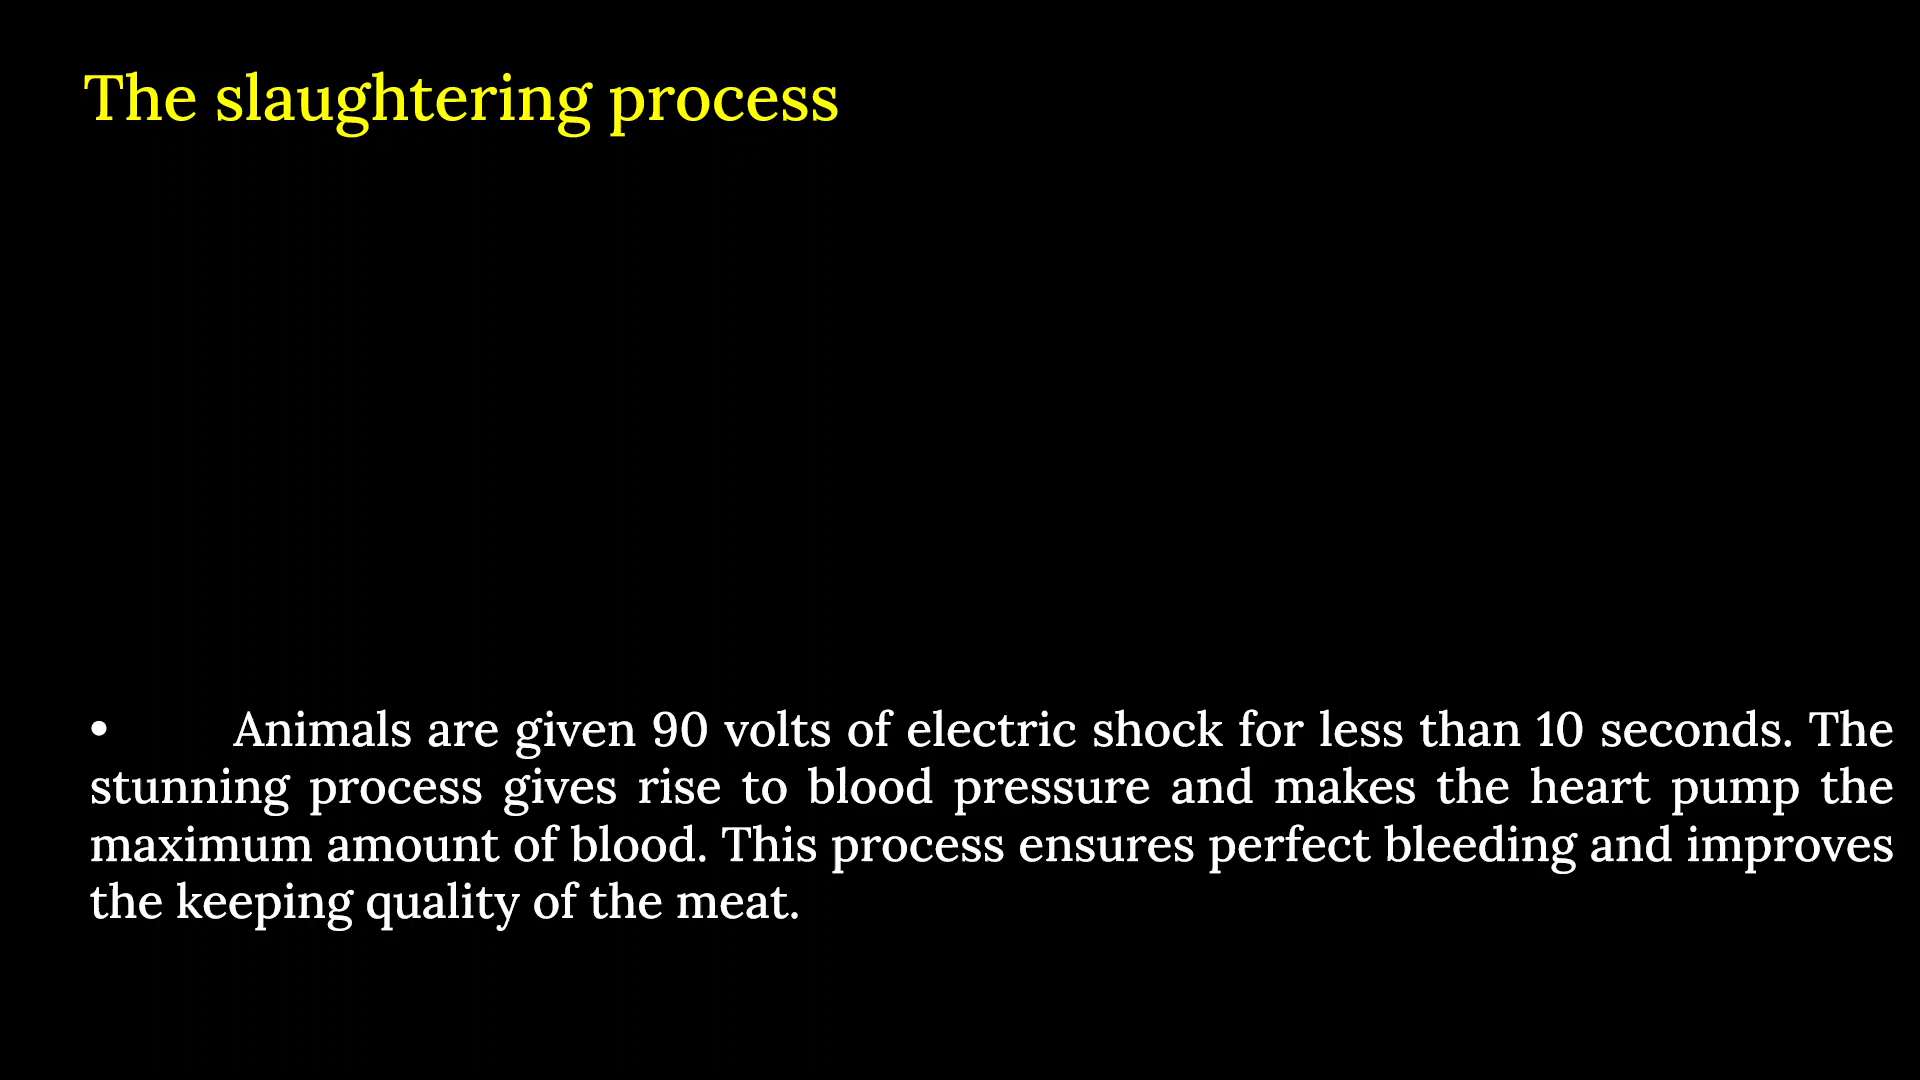 The slaughtering process
• Animals are given 90 volts of electric shock for less than 10 seconds. The
stunning process gives rise to blood pressure and makes the heart pump the
maximum amount of blood. This process ensures perfect bleeding and improves
the keeping quality of the meat.